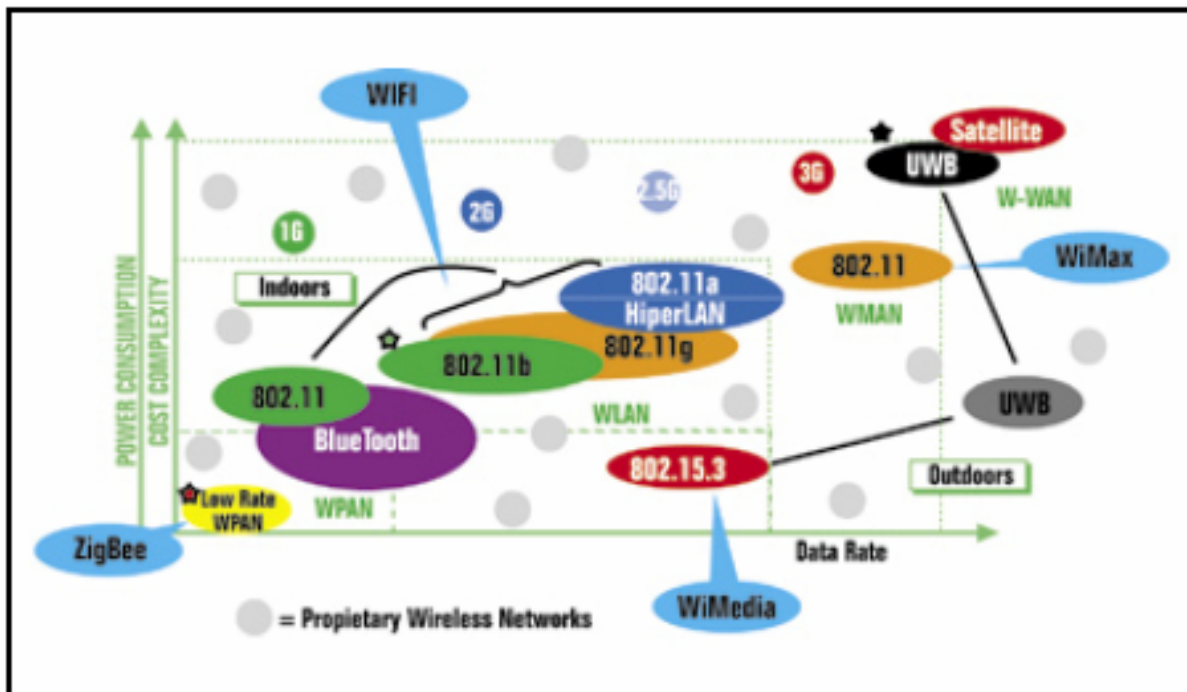 WIFI
Satellite
UWB
3G
2.5G
2G
1G
W-WAN
WiMax
802.11
WMAN
Indoors
802.11a
HiperLAN
802.11g
802.11b
802.11
POWER CONSUMPTION
COST COMPLEXITY
BlueTooth
WLAN
UWB
802.15.3
Outdoors
Low Rate
WPAN
WPAN
ZigBee
Data Rate
WiMedia
= Propietary Wireless Networks